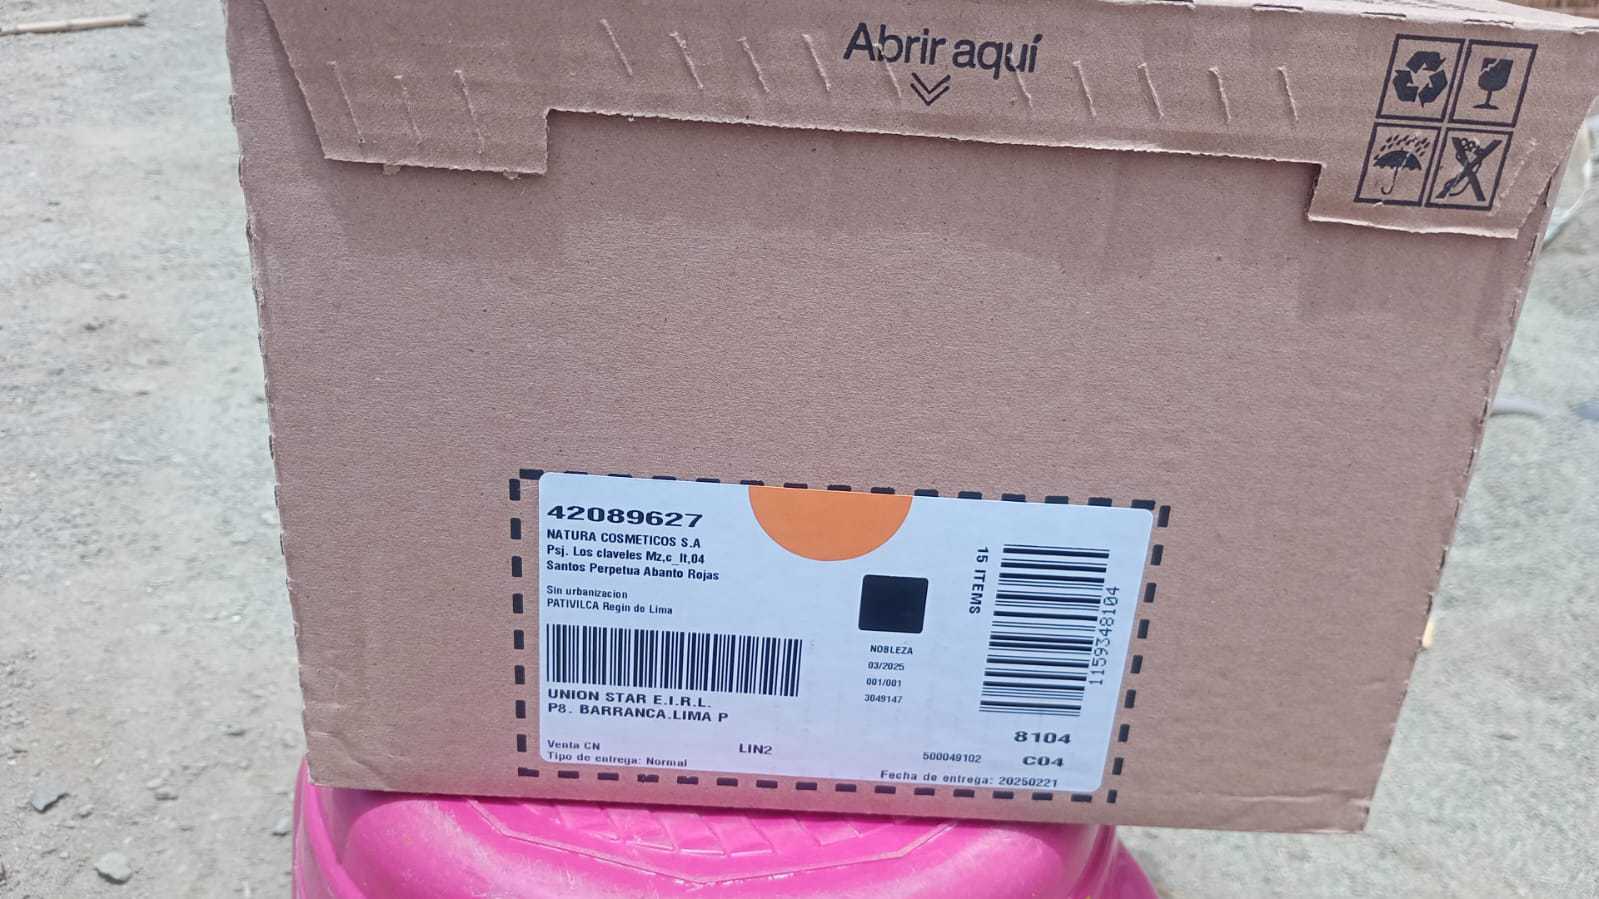 Abrir aquí
42089627
NATURA COSMETICOS S.A
Psj. Los claveles Mz,c_lt,04
Santos Perpetua Abanto Rojas
Sin urbanizacion
PATIVILCA Regin de Lima
UNION STAR E.I.R.L.
P8. BARRANCA.LIMA P
Venta CN
LIN2
Tipo de entrega: Normal
NOBLEZA
03/2025
001/001
3049147
15 ITEMS
1159348104
8104
500049102
C04
Fecha de entrega: 20250221